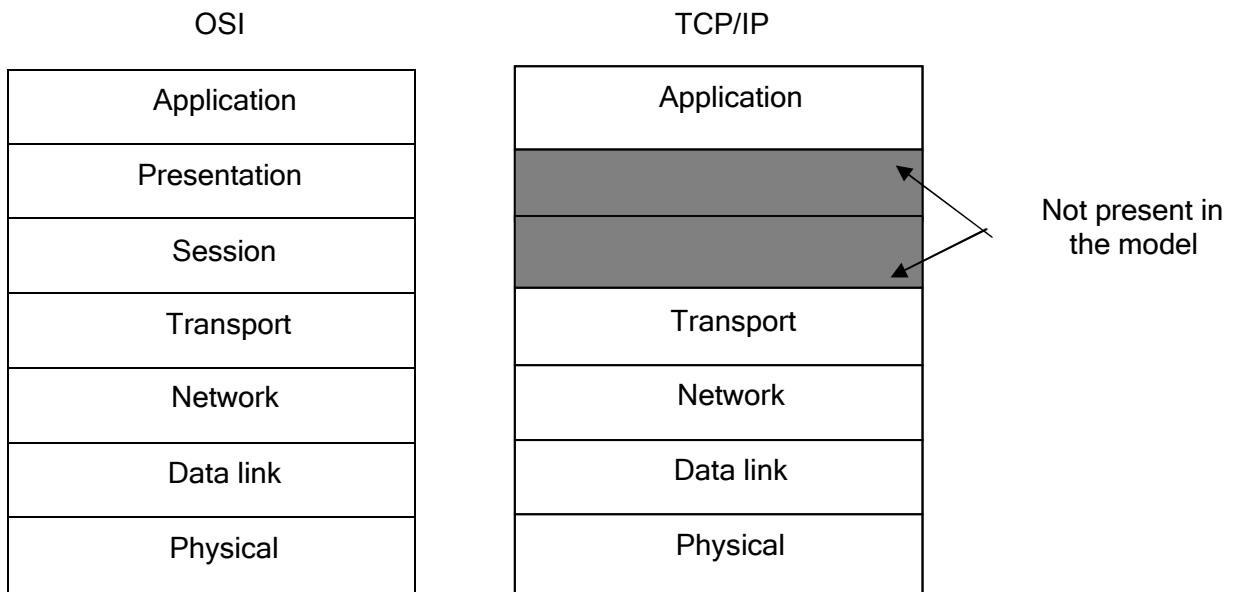 OSI
TCP/IP
Application
Presentation
Session
Transport
Network
Data link
Physical
Application
Transport
Network
Data link
Physical
Not present in
the model